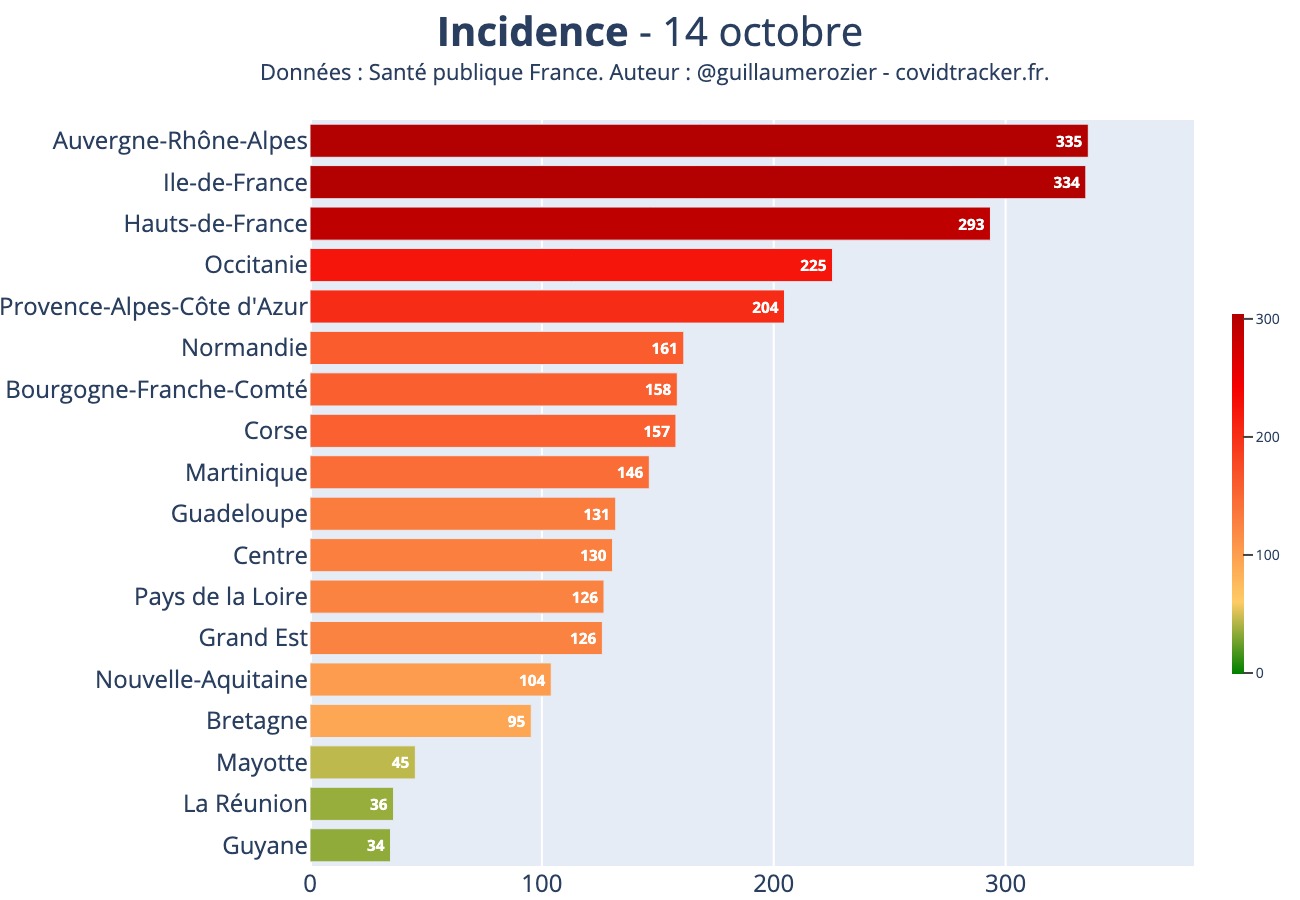 Incidence - 14 octobre
Données : Santé publique France. Auteur : @guillaumerozier - covidtracker.fr.
Auvergne-Rhône-Alpes 335
Ile-de-France 334
Hauts-de-France 293
Occitanie 225
Provence-Alpes-Côte d'Azur 204
Normandie 161
Bourgogne-Franche-Comté 158
Corse 157
Martinique 146
Guadeloupe 131
Centre 130
Pays de la Loire 126
Grand Est 126
Nouvelle-Aquitaine 104
Bretagne 95
Mayotte 45
La Réunion 36
Guyane 34
0 100 200 300
300
200
100
0